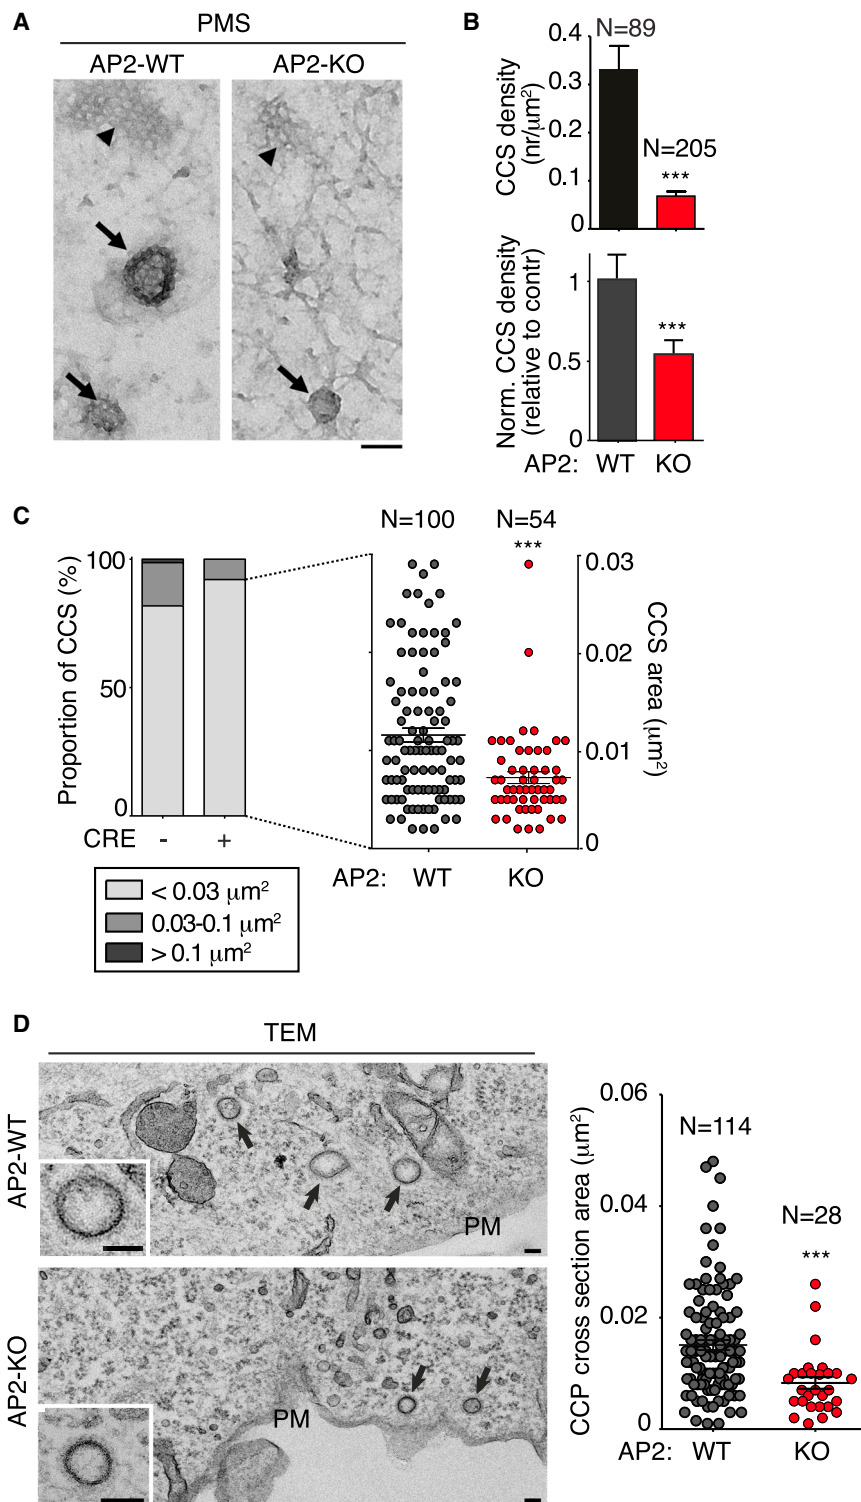 A
PMS
AP2-WT
AP2-KO
B
N=89
0.4
0.3
0.2
0.1
0
CCS density
(nr/μm²)
N=205
***
1
0.5
0
Norm. CCS density
(relative to contr)
***
AP2: WT KO
C
100
50
0
Proportion of CCS (%)
CRE - +
< 0.03 μm²
0.03-0.1 μm²
> 0.1 μm²
N=100
N=54
***
0.03
0.02
0.01
0
CCS area (μm²)
AP2: WT KO
D
TEM
AP2-WT
PM
AP2-KO
PM
0.06
0.04
0.02
0
CCP cross section area (μm²)
N=114
N=28
***
AP2: WT KO